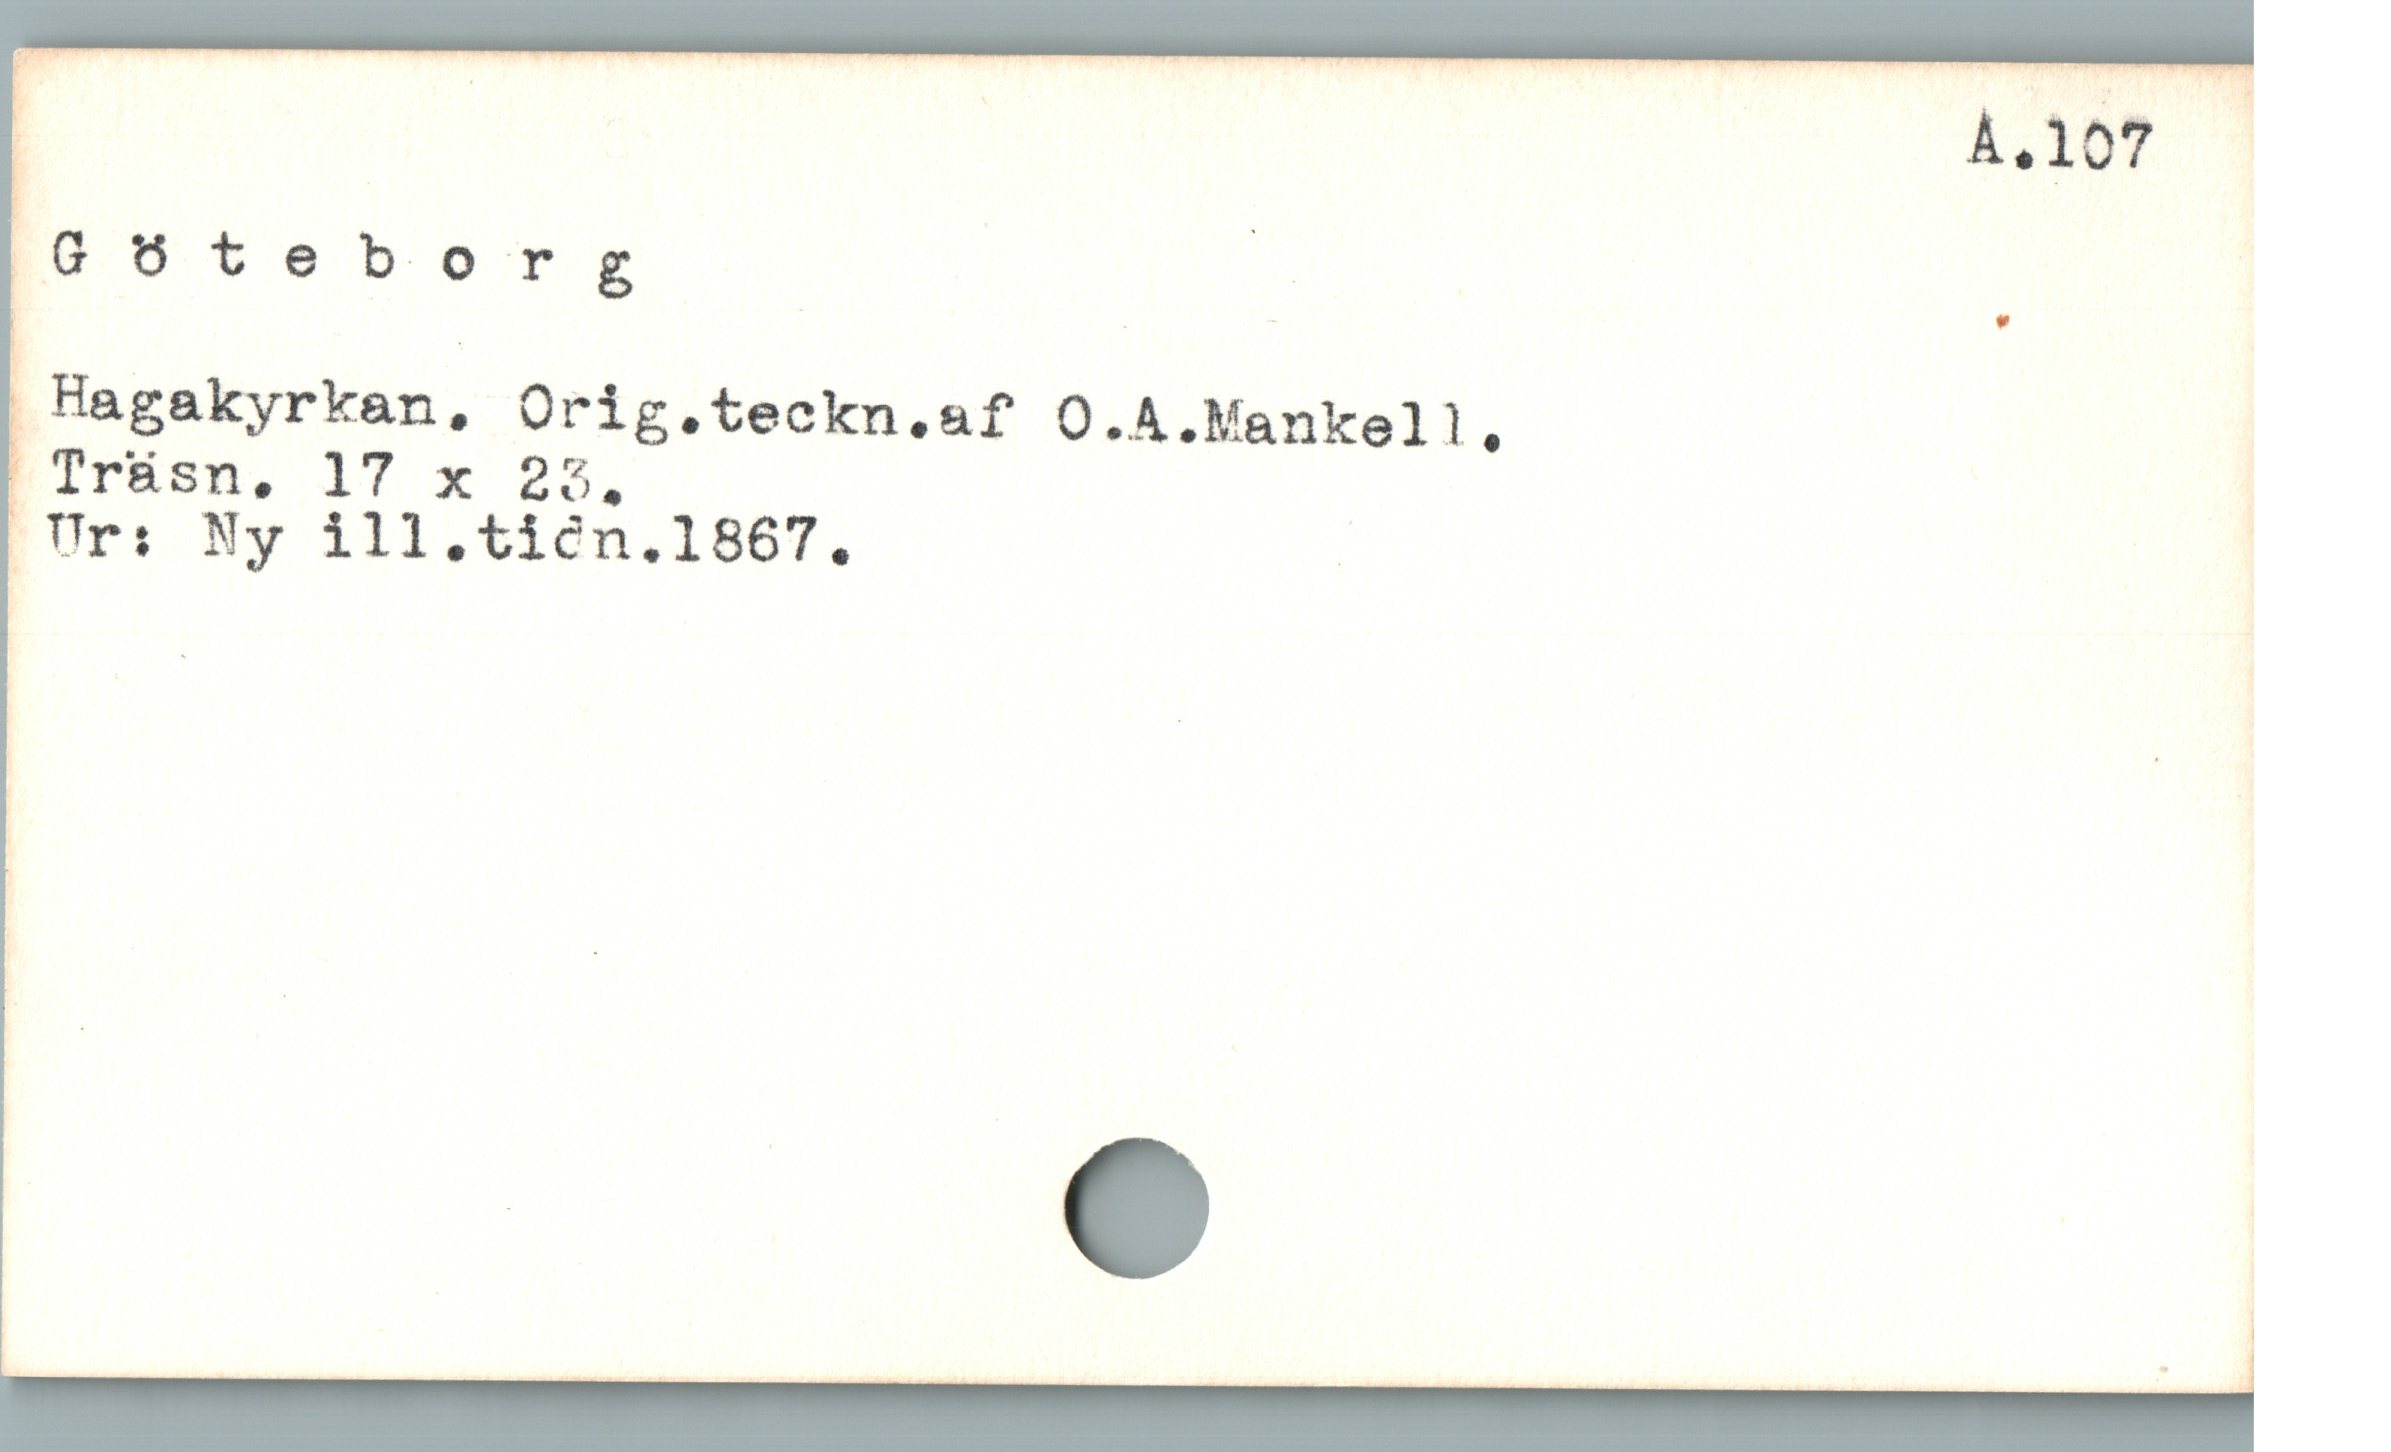 A.107
G ö t e b o r g
Hagakyrkan. Orig.teckn.af O.A.Mankell.
Träsn. 17 x 23.
Ur: Ny ill.tidn.1867.